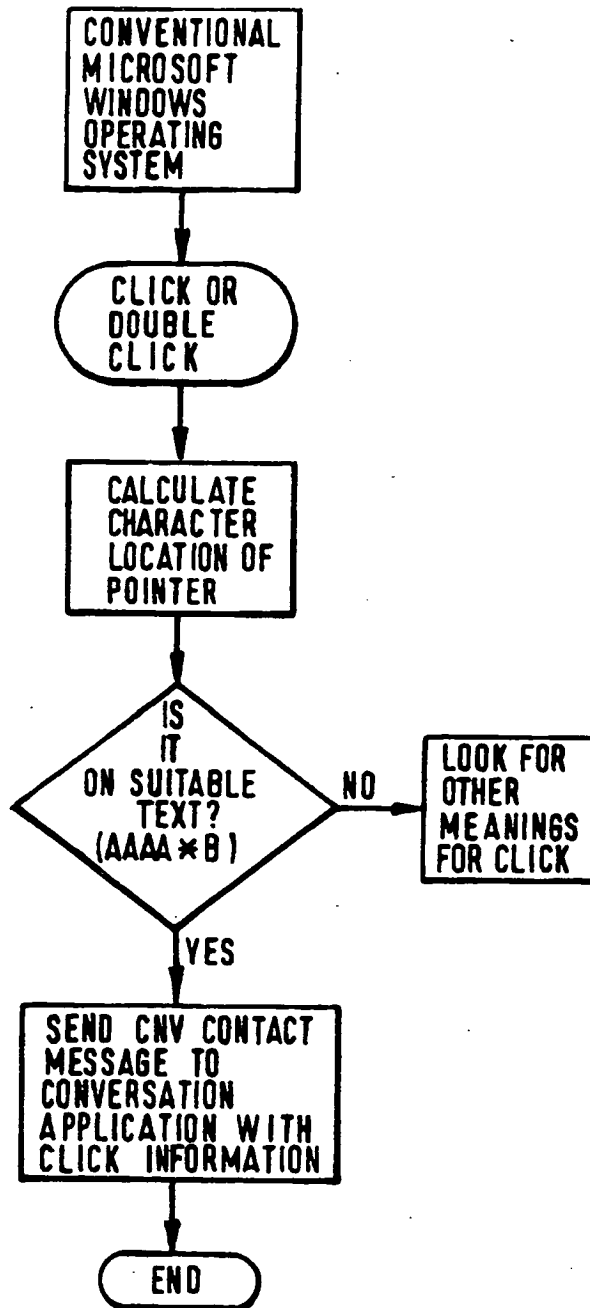 CONVENTIONAL
MICROSOFT
WINDOWS
OPERATING
SYSTEM
CLICK OR
DOUBLE
CLICK
CALCULATE
CHARACTER
LOCATION OF
POINTER
IS
IT
ON SUITABLE
TEXT?
(AAAA * B)
NO
LOOK FOR
OTHER
MEANINGS
FOR CLICK
YES
SEND CNV CONTACT
MESSAGE TO
CONVERSATION
APPLICATION WITH
CLICK INFORMATION
END